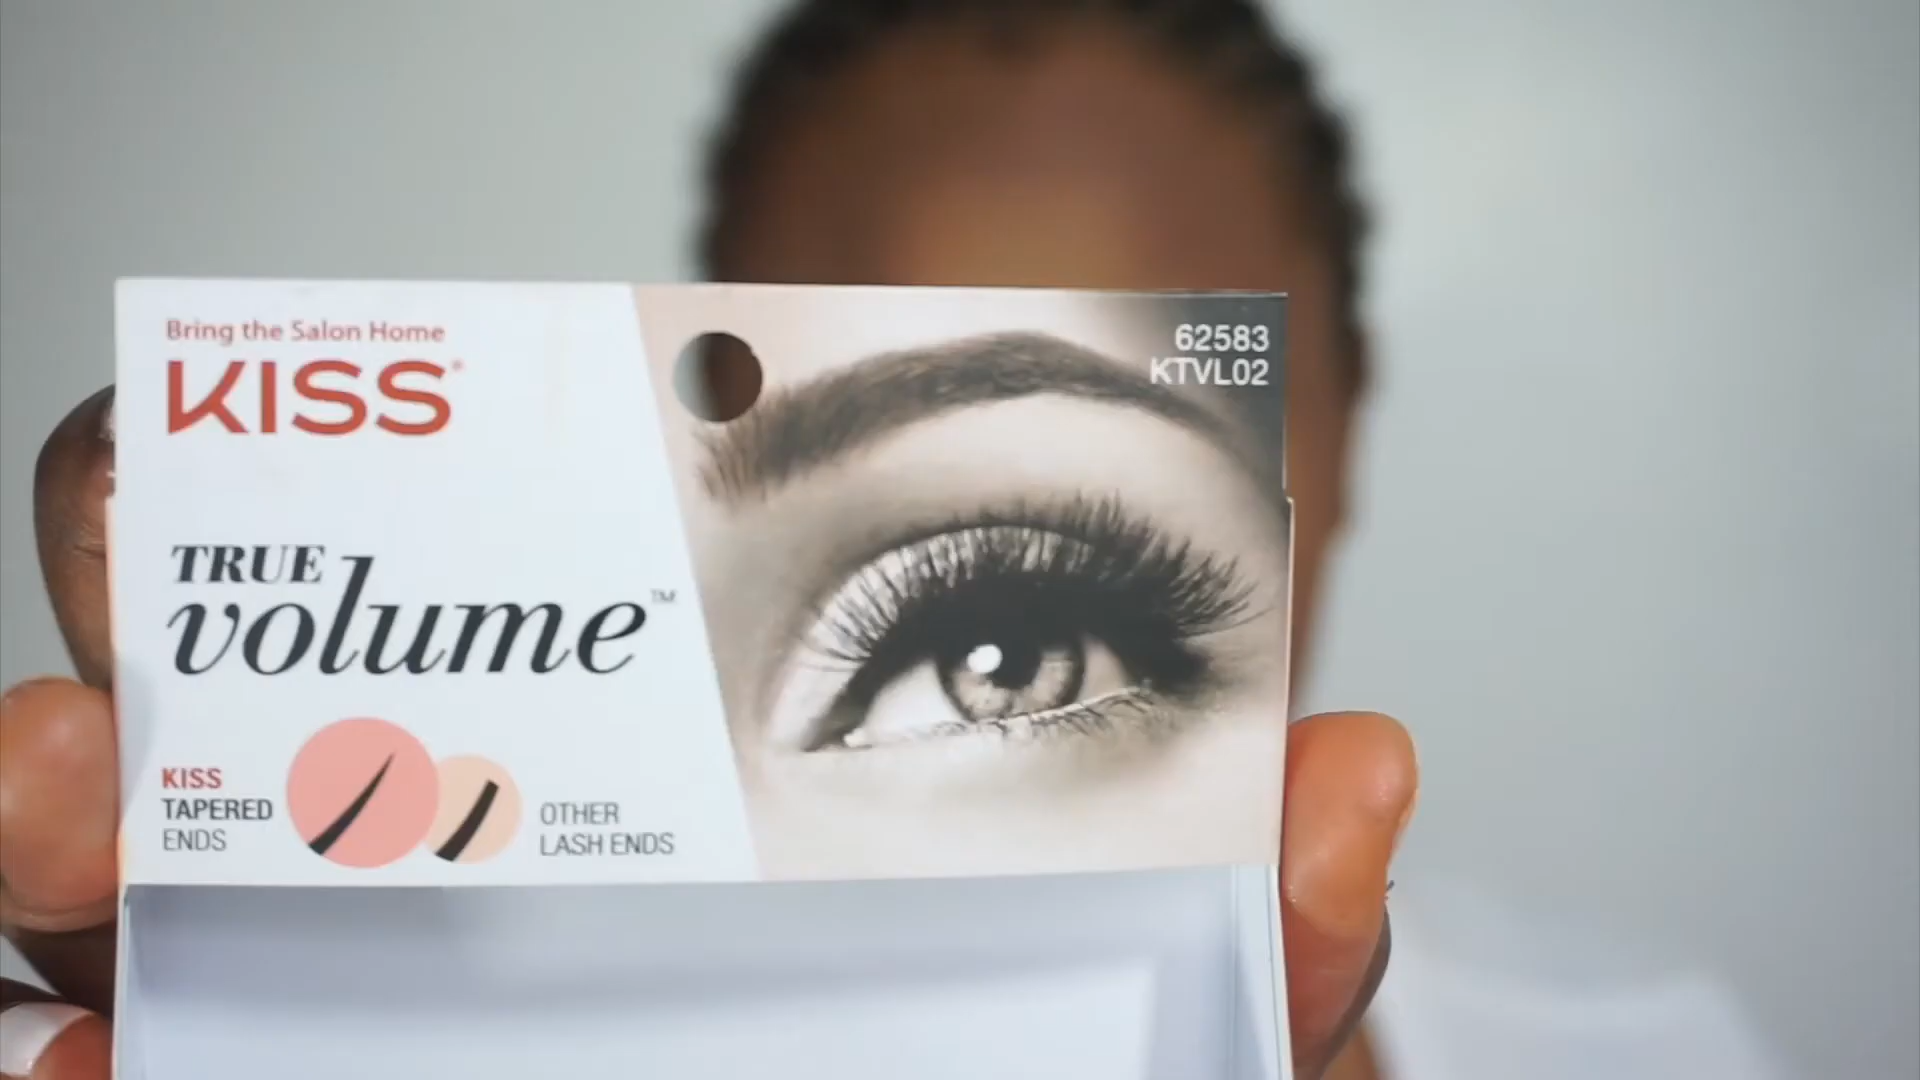 Bring the Salon Home
KISS®
TRUE
volume™
KISS
TAPERED
ENDS
OTHER
LASH ENDS
62583
KTVL02